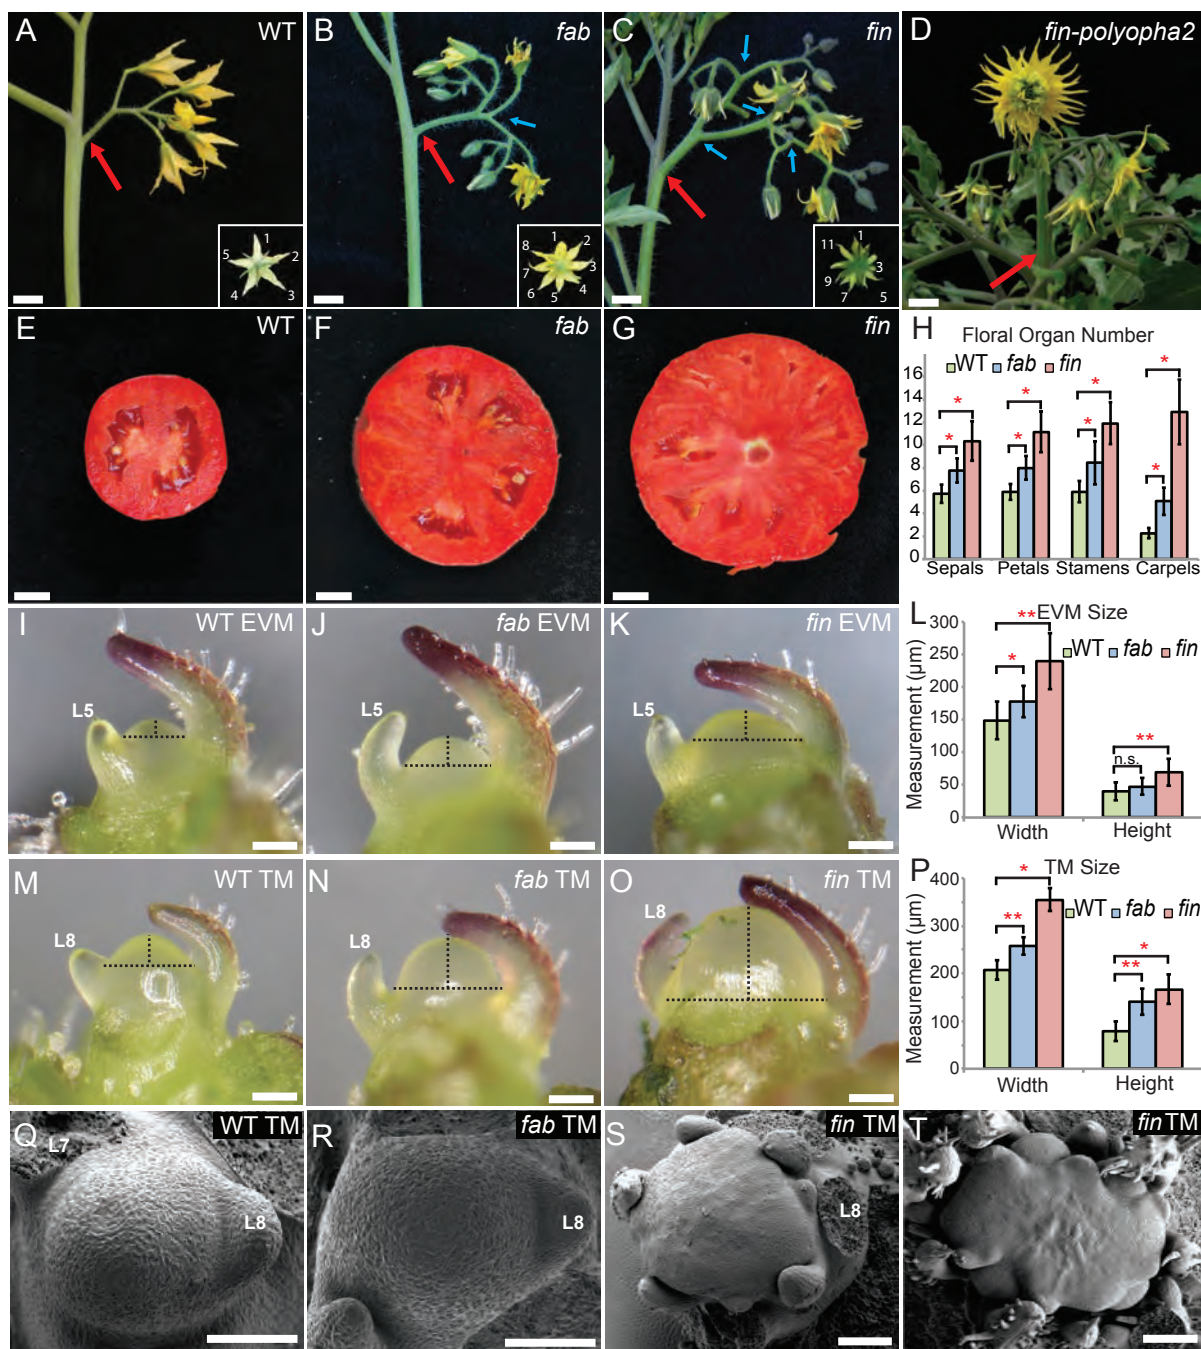 A WT
B fab
C fin
D fin-polyopha2
1
5 2
4 3
1
8 2
7 3
6 4
5
1
11
3
9
7 5
E WT
F fab
G fin
H Floral Organ Number
WT fab fin
16
14
12
10
8
6
4
2
0
* * * * * * * *
Sepals Petals Stamens Carpels
I WT EVM
L5
J fab EVM
L5
K fin EVM
L5
L EVM Size
WT fab fin
Measurement (µm)
300
250
200
150
100
50
0
** * ** n.s.
Width Height
M WT TM
L8
N fab TM
L8
O fin TM
L8
P TM Size
WT fab fin
Measurement (µm)
400
300
200
100
0
* ** * **
Width Height
Q WT TM
L7
L8
R fab TM
L8
S fin TM
L8
T fin TM